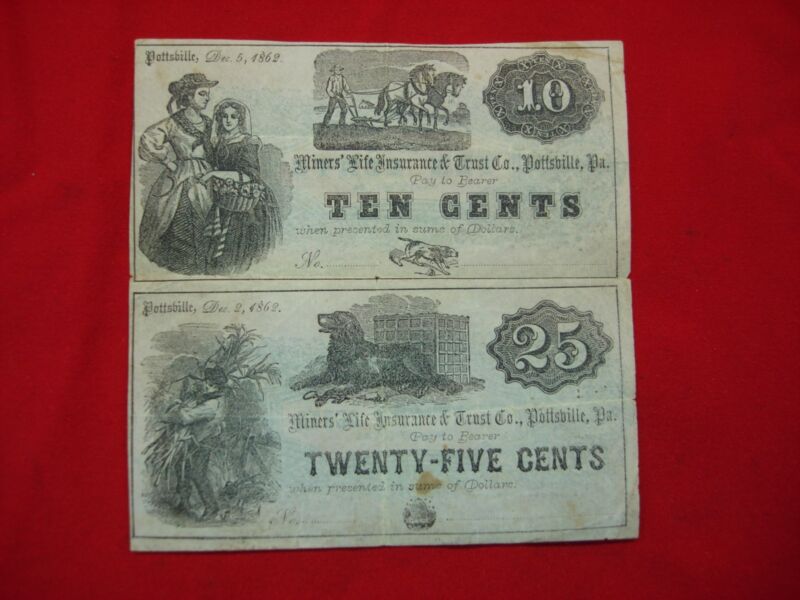 Pottsville, Dec. 5, 1862.
10
Miners' Life Insurance & Trust Co., Pottsville, Pa.
Pay to Bearer
TEN CENTS
when presented in sums of Dollars.
No.
Pottsville, Dec. 2, 1862.
25
Miners' Life Insurance & Trust Co., Pottsville, Pa.
Pay to Bearer
TWENTY-FIVE CENTS
when presented in sums of Dollars.
No.